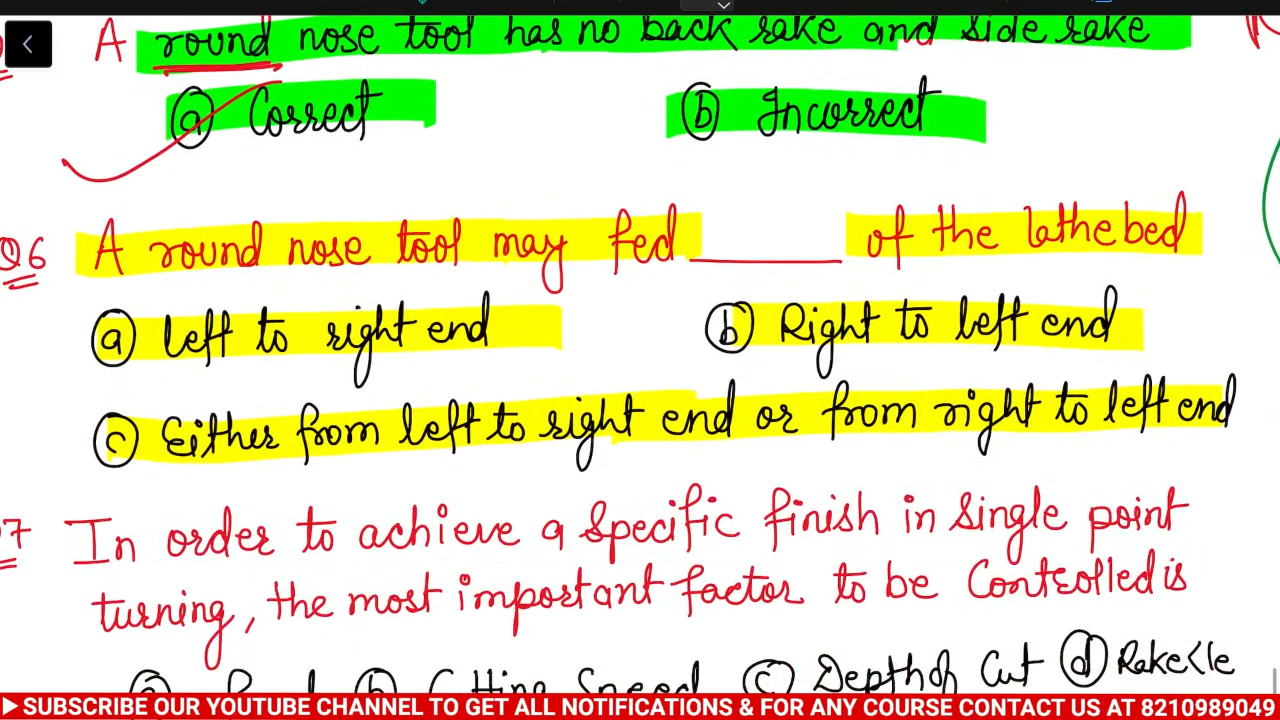 A round nose tool has no back rake and side rake
ⓐ Correct ⓑ Incorrect
Q6 A round nose tool may fed ______ of the lathe bed
ⓐ left to right end ⓑ Right to left end
ⓒ Either from left to right end or from right to left end
7 In order to achieve a specific finish in single point
turning, the most important factor to be Controlled is
ⓐ ⓑ Cutting Speed ⓒ Depth of Cut ⓓ Rake<le
▶ SUBSCRIBE OUR YOUTUBE CHANNEL TO GET ALL NOTIFICATIONS & FOR ANY COURSE CONTACT US AT 8210989049